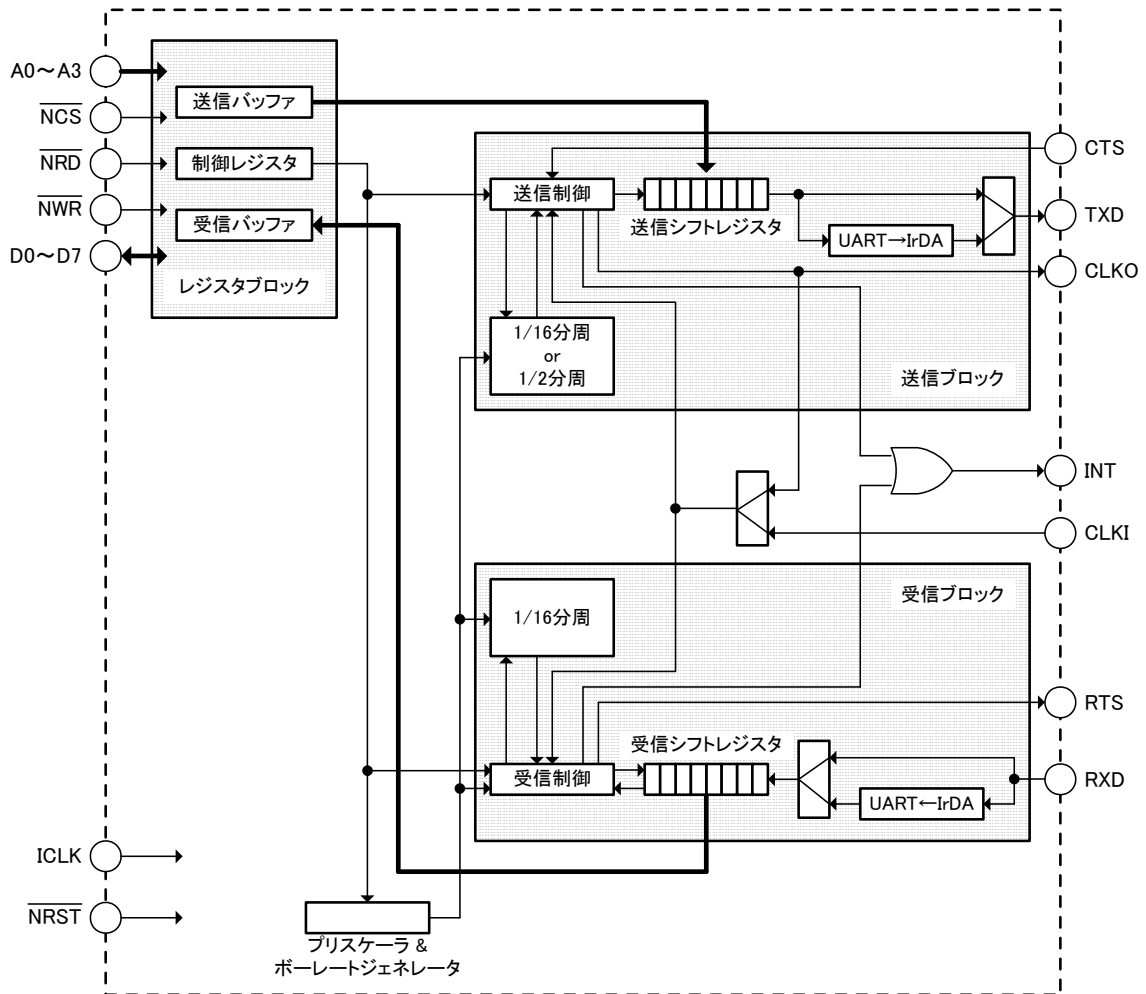 A0～A3
NCS
NRD
NWR
D0～D7
送信バッファ
制御レジスタ
受信バッファ
レジスタブロック
送信制御
送信シフトレジスタ
UART→IrDA
1/16分周
or
1/2分周
送信ブロック
CTS
TXD
CLKO
INT
CLKI
受信ブロック
1/16分周
受信シフトレジスタ
受信制御
UART←IrDA
RTS
RXD
ICLK
NRST
プリスケーラ &
ボーレートジェネレータ